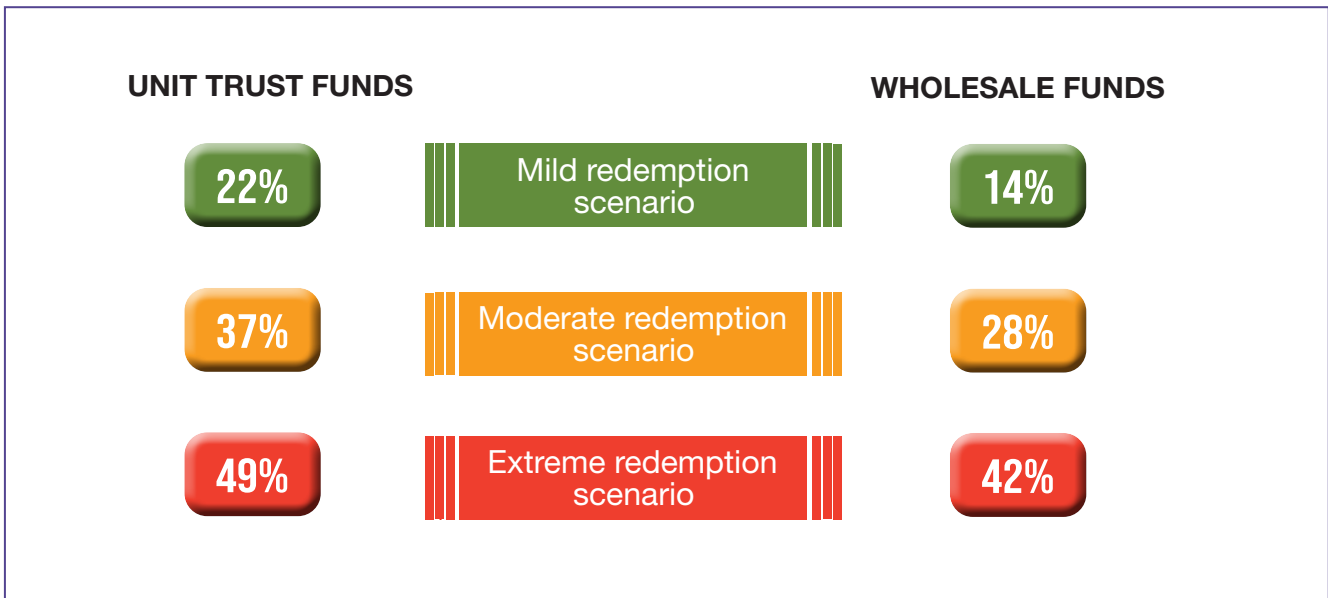 UNIT TRUST FUNDS
WHOLESALE FUNDS
22%
Mild redemption
scenario
14%
37%
Moderate redemption
scenario
28%
49%
Extreme redemption
scenario
42%